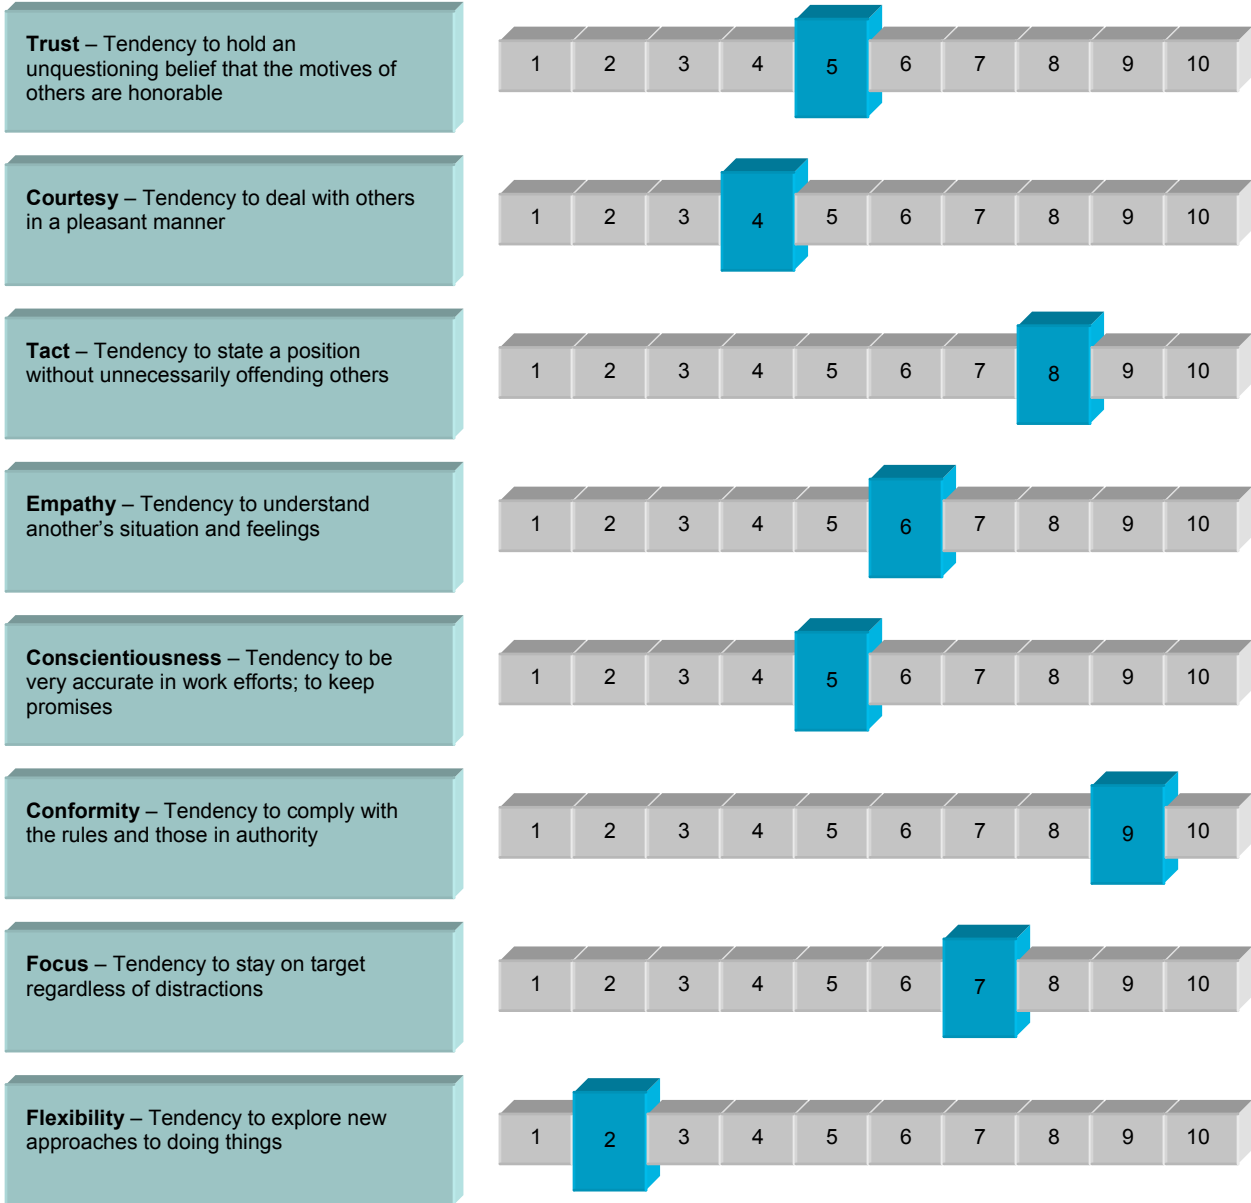 Trust – Tendency to hold an
unquestioning belief that the motives of
others are honorable
1 2 3 4 5 6 7 8 9 10
Courtesy – Tendency to deal with others
in a pleasant manner
1 2 3 4 5 6 7 8 9 10
Tact – Tendency to state a position
without unnecessarily offending others
1 2 3 4 5 6 7 8 9 10
Empathy – Tendency to understand
another’s situation and feelings
1 2 3 4 5 6 7 8 9 10
Conscientiousness – Tendency to be
very accurate in work efforts; to keep
promises
1 2 3 4 5 6 7 8 9 10
Conformity – Tendency to comply with
the rules and those in authority
1 2 3 4 5 6 7 8 9 10
Focus – Tendency to stay on target
regardless of distractions
1 2 3 4 5 6 7 8 9 10
Flexibility – Tendency to explore new
approaches to doing things
1 2 3 4 5 6 7 8 9 10